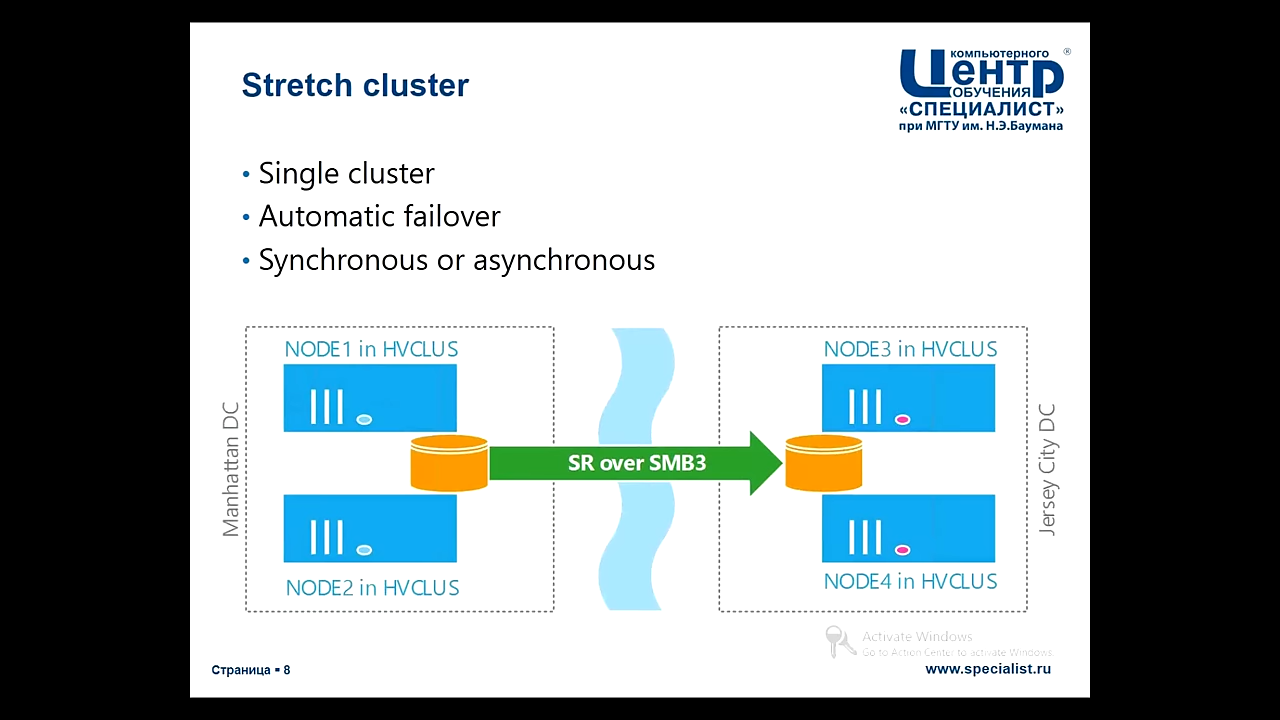 Stretch cluster
компьютерного
Центр
®
ОБУЧЕНИЯ
«СПЕЦИАЛИСТ»
при МГТУ им. Н.Э.Баумана
• Single cluster
• Automatic failover
• Synchronous or asynchronous
Manhattan DC
NODE1 in HVCLUS
NODE2 in HVCLUS
SR over SMB3
NODE3 in HVCLUS
NODE4 in HVCLUS
Jersey City DC
Activate Windows
Go to Action Center to activate Windows.
Страница ▪ 8
www.specialist.ru